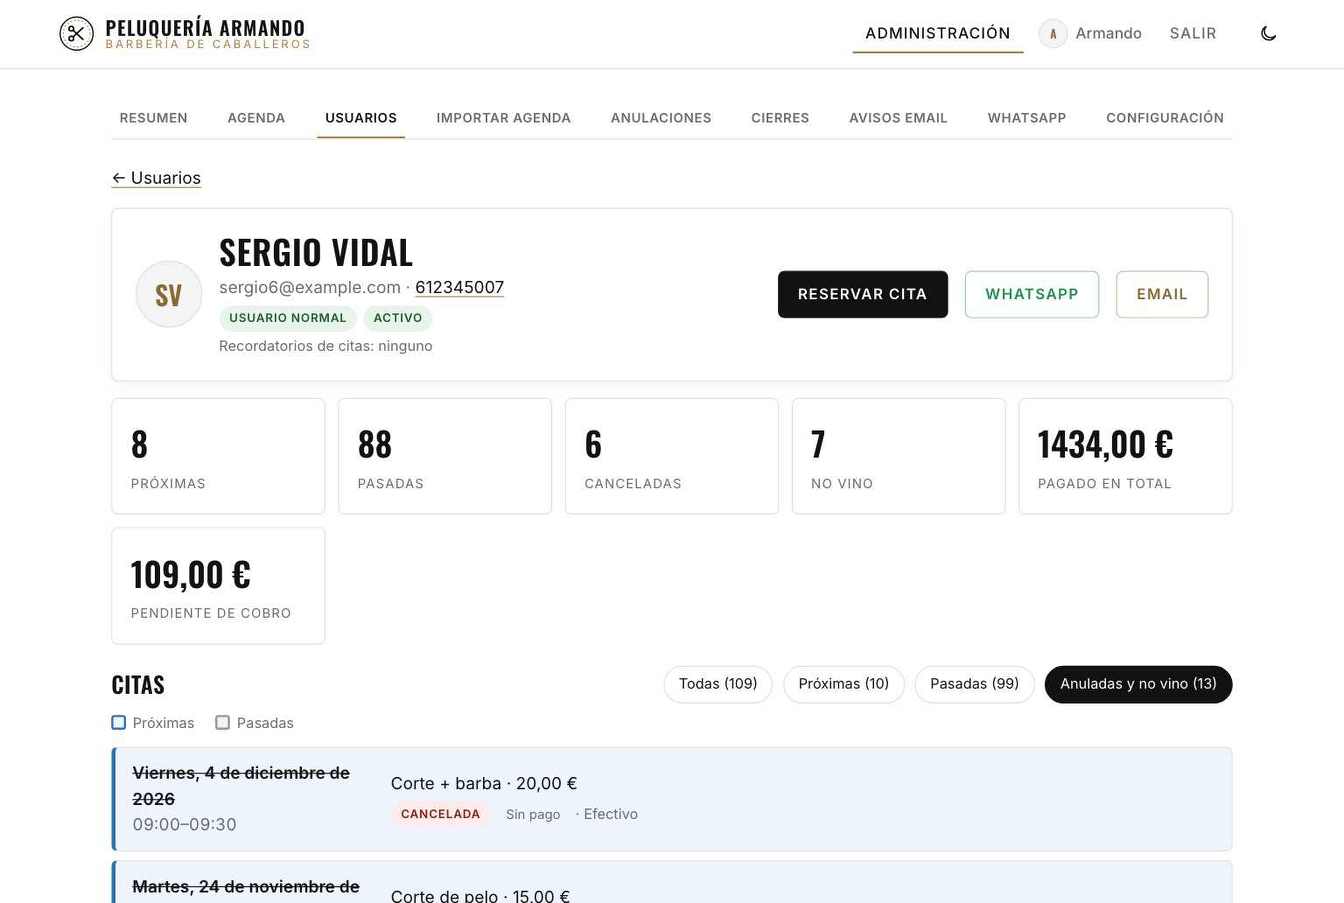 PELUQUERÍA ARMANDO
BARBERÍA DE CABALLEROS
ADMINISTRACIÓN
A
Armando
SALIR
RESUMEN
AGENDA
USUARIOS
IMPORTAR AGENDA
ANULACIONES
CIERRES
AVISOS EMAIL
WHATSAPP
CONFIGURACIÓN
← Usuarios
SV
SERGIO VIDAL
sergio6@example.com · 612345007
USUARIO NORMAL
ACTIVO
Recordatorios de citas: ninguno
RESERVAR CITA
WHATSAPP
EMAIL
8
PRÓXIMAS
88
PASADAS
6
CANCELADAS
7
NO VINO
1434,00 €
PAGADO EN TOTAL
109,00 €
PENDIENTE DE COBRO
CITAS
Todas (109)
Próximas (10)
Pasadas (99)
Anuladas y no vino (13)
Próximas
Pasadas
Viernes, 4 de diciembre de
2026
09:00–09:30
Corte + barba · 20,00 €
CANCELADA
Sin pago
· Efectivo
Martes, 24 de noviembre de
Corte de pelo · 15,00 €